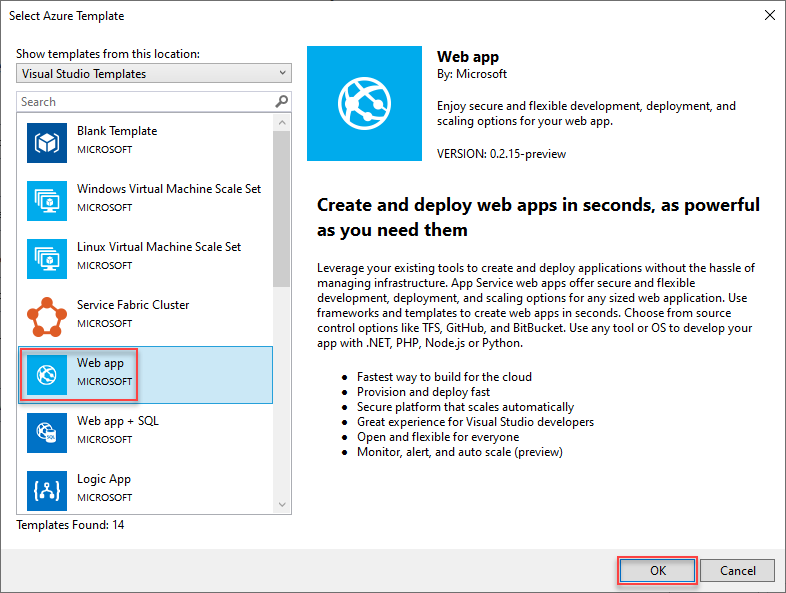 Select Azure Template
Show templates from this location:
Visual Studio Templates
Search
Blank Template
MICROSOFT
Windows Virtual Machine Scale Set
MICROSOFT
Linux Virtual Machine Scale Set
MICROSOFT
Service Fabric Cluster
MICROSOFT
Web app
MICROSOFT
Web app + SQL
MICROSOFT
Logic App
MICROSOFT
Templates Found: 14
Web app
By: Microsoft
Enjoy secure and flexible development, deployment, and
scaling options for your web app.
VERSION: 0.2.15-preview
Create and deploy web apps in seconds, as powerful
as you need them
Leverage your existing tools to create and deploy applications without the hassle of
managing infrastructure. App Service web apps offer secure and flexible
development, deployment, and scaling options for any sized web application. Use
frameworks and templates to create web apps in seconds. Choose from source
control options like TFS, GitHub, and BitBucket. Use any tool or OS to develop your
app with .NET, PHP, Node.js or Python.
• Fastest way to build for the cloud
• Provision and deploy fast
• Secure platform that scales automatically
• Great experience for Visual Studio developers
• Open and flexible for everyone
• Monitor, alert, and auto scale (preview)
OK
Cancel